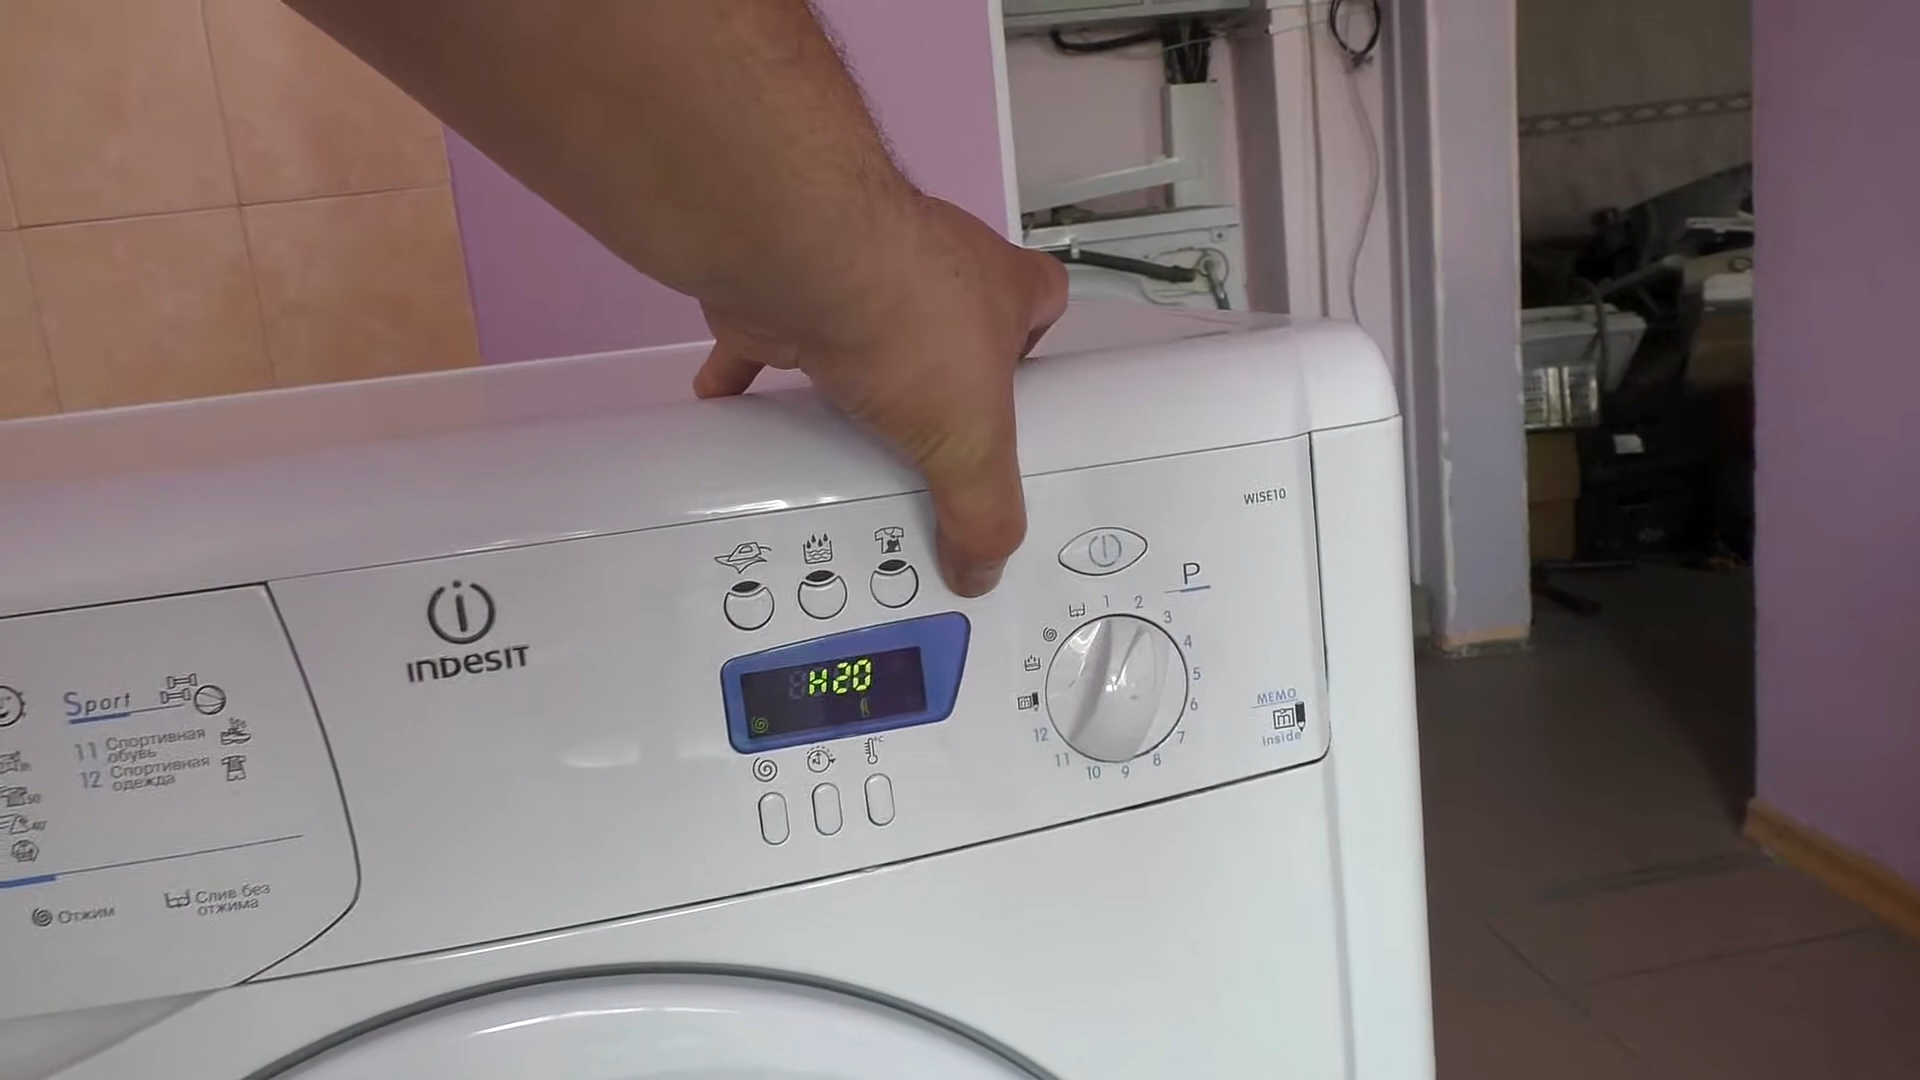 WISE10
P
INDESIT
1
2
3
4
5
6
7
8
9
10
11
12
H20
°C
MEMO
inside
Sport
11 Спортивная
обувь
12 Спортивная
одежда
Отжим
Слив без
отжима